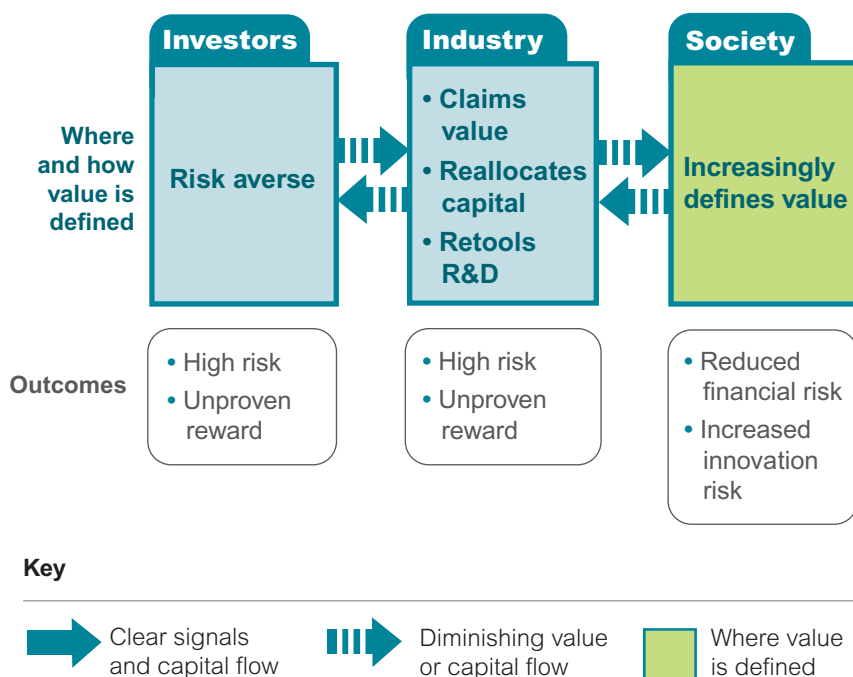 Investors
Industry
Society
Where
and how
value is
defined
Risk averse
• Claims
value
• Reallocates
capital
• Retools
R&D
Increasingly
defines value
Outcomes
• High risk
• Unproven
reward
• High risk
• Unproven
reward
• Reduced
financial risk
• Increased
innovation
risk
Key
Clear signals
and capital flow
Diminishing value
or capital flow
Where value
is defined